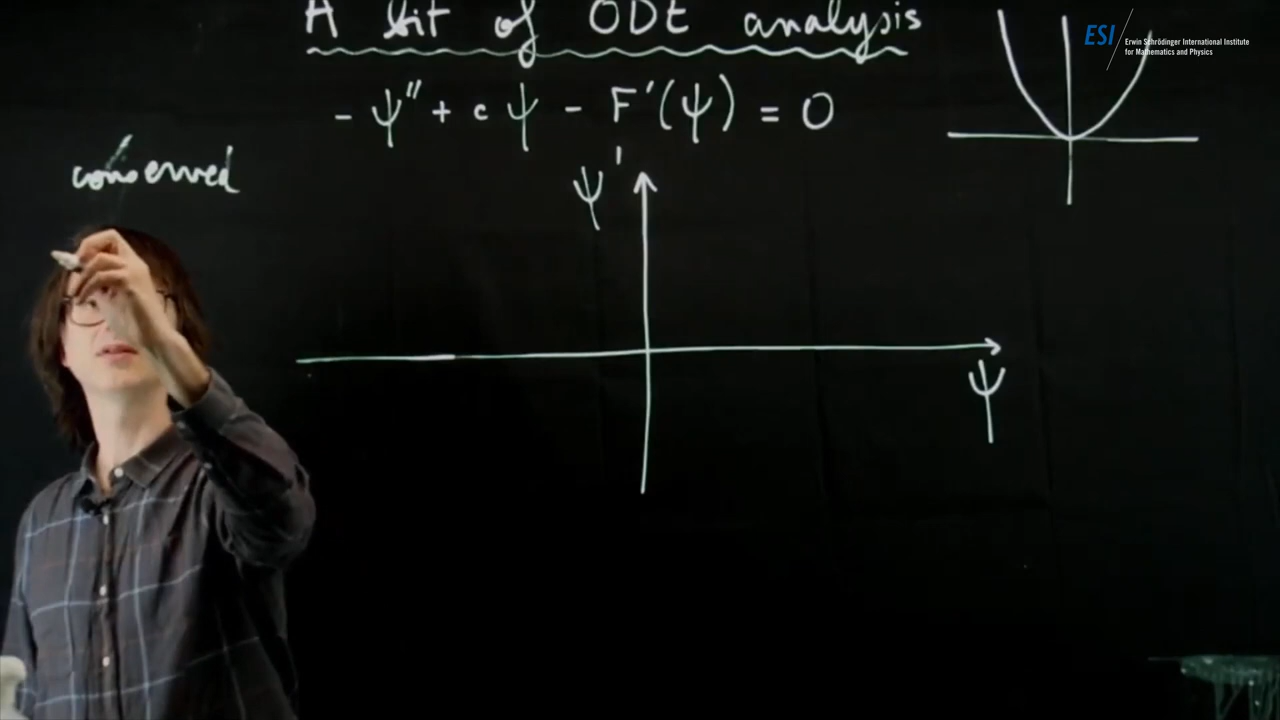 A bit of ODE analysis
ESI Erwin Schrödinger International Institute
for Mathematics and Physics
- ψ'' + c ψ - F'(ψ) = 0
conserved
ψ'
ψ